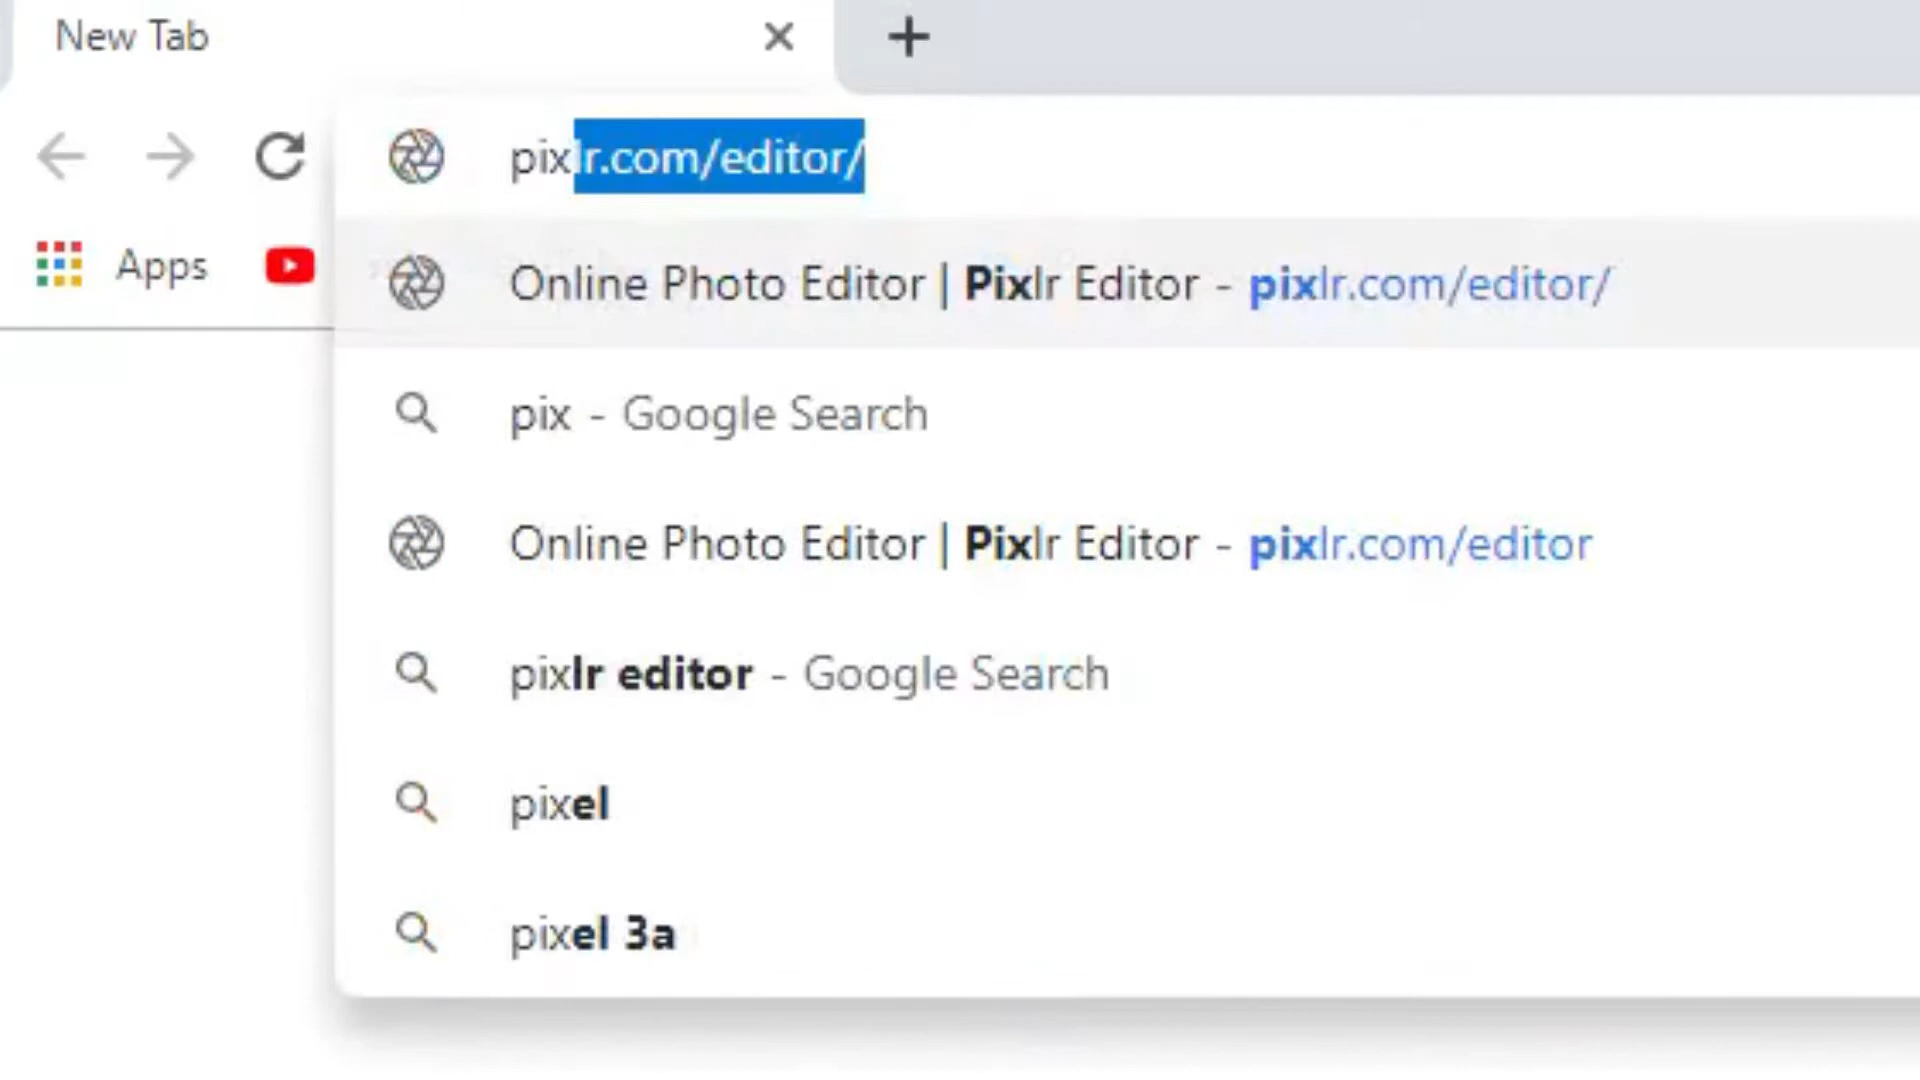 New Tab
pixlr.com/editor/
Apps
Online Photo Editor | Pixlr Editor - pixlr.com/editor/
pix - Google Search
Online Photo Editor | Pixlr Editor - pixlr.com/editor
pixlr editor - Google Search
pixel
pixel 3a